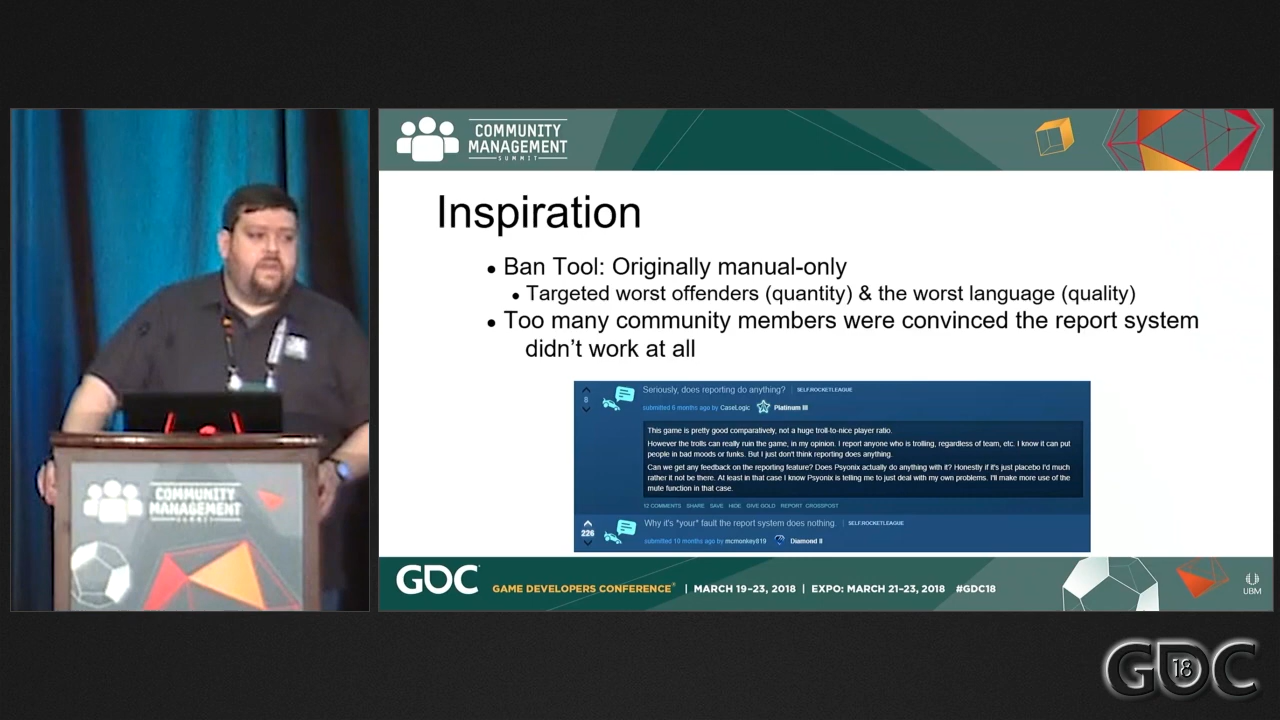 COMMUNITY
MANAGEMENT
SUMMIT
Inspiration
• Ban Tool: Originally manual-only
• Targeted worst offenders (quantity) & the worst language (quality)
• Too many community members were convinced the report system
didn't work at all
8
Seriously, does reporting do anything? | SELF.ROCKETLEAGUE
submitted 6 months ago by CaseLogic Platinum III
This game is pretty good comparatively, not a huge troll-to-nice player ratio.
However the trolls can really ruin the game, in my opinion. I report anyone who is trolling, regardless of team, etc. I know it can put
people in bad moods or funks. But I just don't think reporting does anything.
Can we get any feedback on the reporting feature? Does Psyonix actually do anything with it? Honestly if it's just placebo I'd much
rather it not be there. At least in that case I know Psyonix is telling me to just deal with my own problems. I'll make more use of the
mute function in that case.
12 COMMENTS SHARE SAVE HIDE GIVE GOLD REPORT CROSSPOST
226
Why it's *your* fault the report system does nothing. | SELF.ROCKETLEAGUE
submitted 10 months ago by mcmonkey819 Diamond II
COMMUNITY
MANAGEMENT
SUMMIT
GDC GAME DEVELOPERS CONFERENCE® | MARCH 19–23, 2018 | EXPO: MARCH 21–23, 2018 #GDC18
UBM
GDC 18